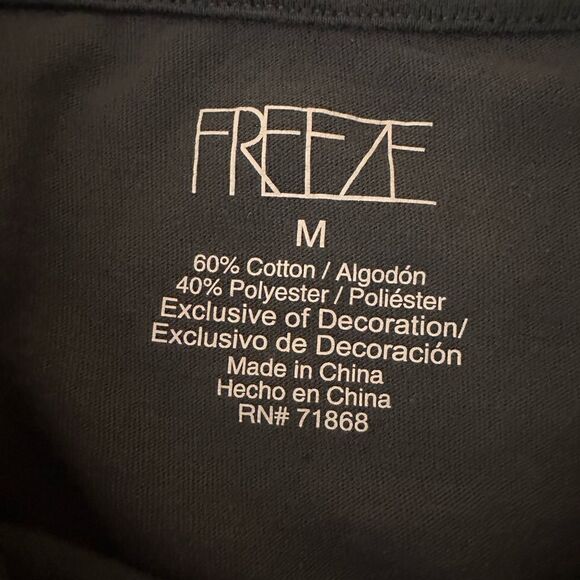 FREEZE
M
60% Cotton / Algodón
40% Polyester / Poliéster
Exclusive of Decoration/
Exclusivo de Decoración
Made in China
Hecho en China
RN# 71868